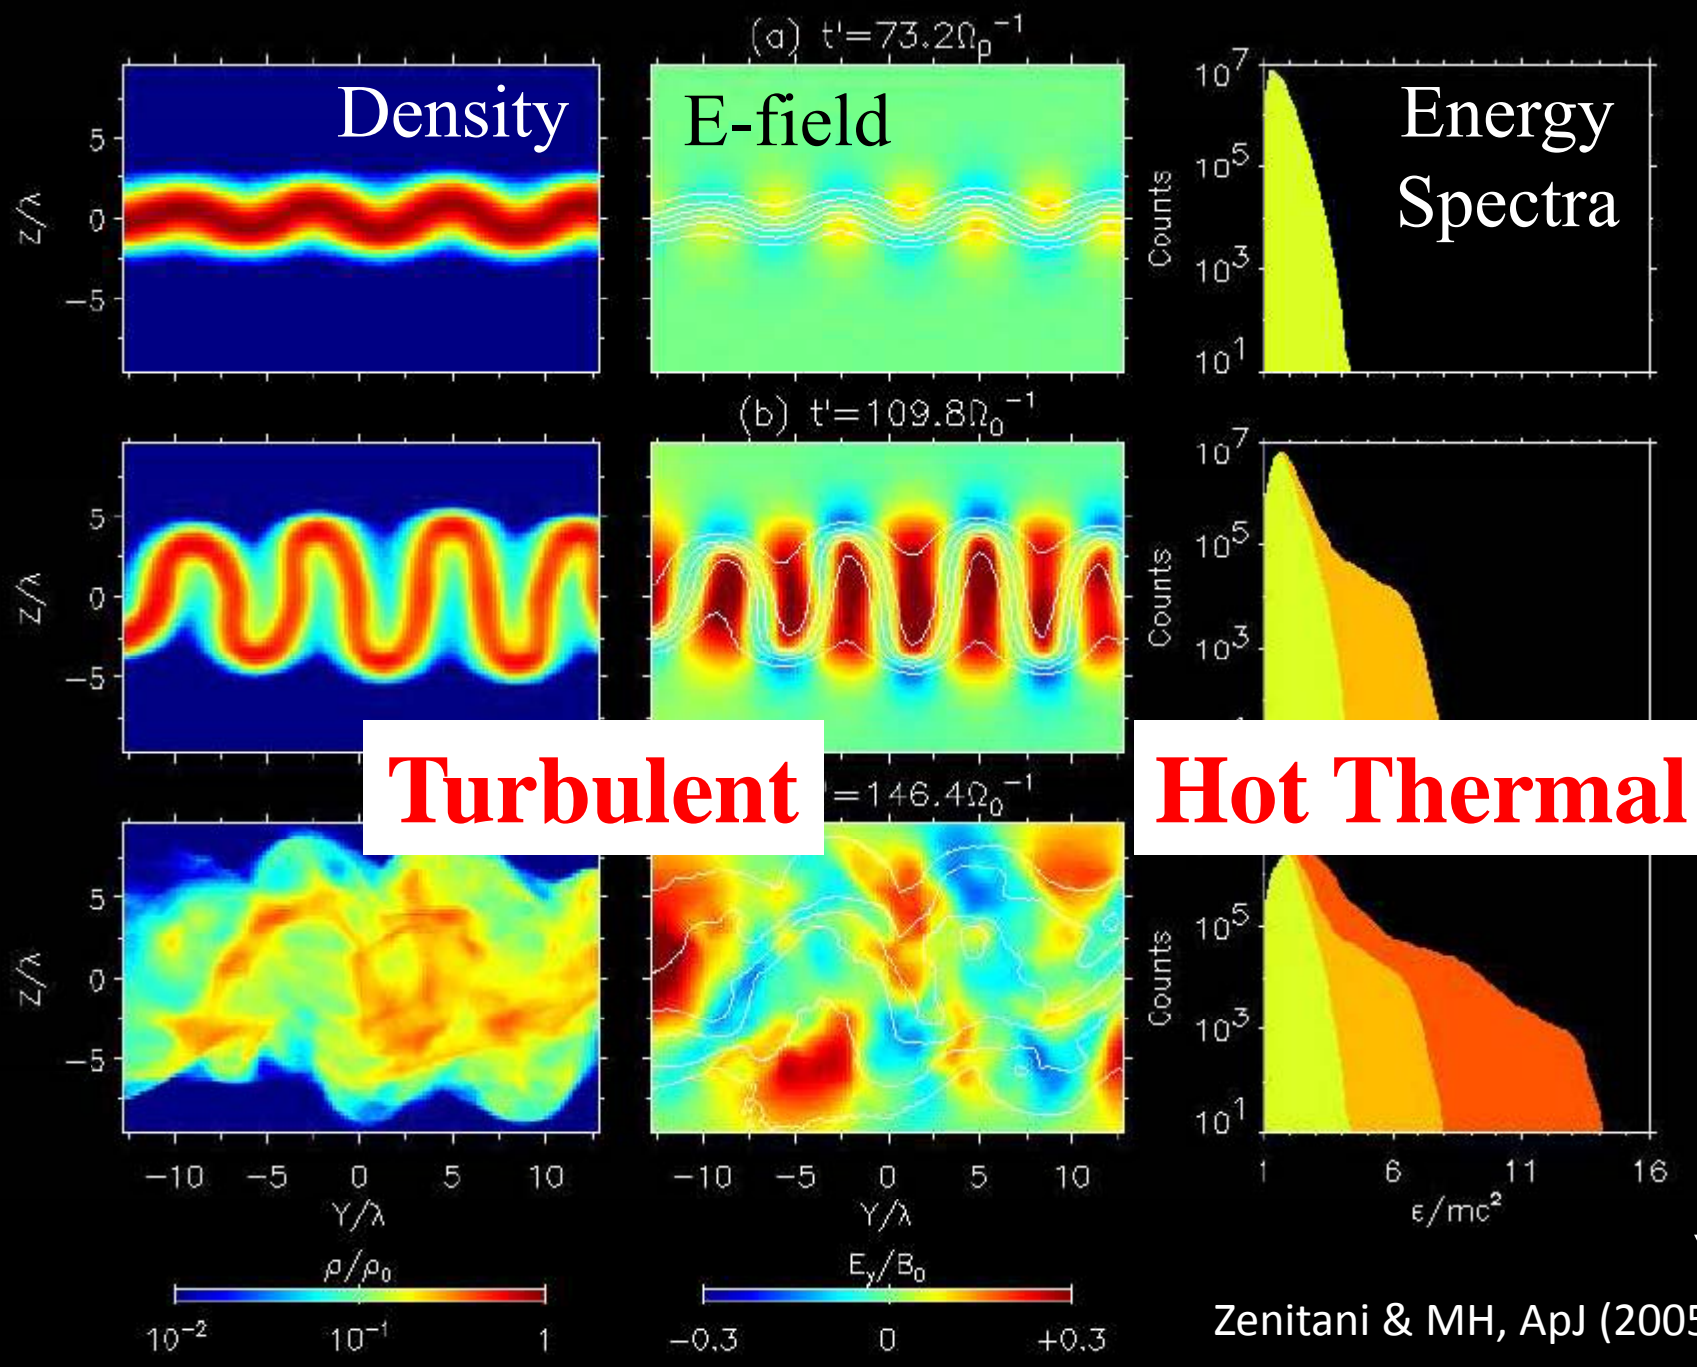 (a) t'=73.2Ωₚ⁻¹
Density
E-field
Energy
Spectra
Z/λ
5
0
−5
Counts
10⁷
10⁵
10³
10¹
(b) t'=109.8Ω₀⁻¹
Z/λ
5
0
−5
Counts
10⁷
10⁵
10³
Turbulent
Hot Thermal
=146.4Ω₀⁻¹
Z/λ
5
0
−5
Counts
10⁵
10³
10¹
−10 −5 0 5 10
−10 −5 0 5 10
1 6 11 16
Y/λ
Y/λ
ε/mc²
ρ/ρ₀
E_y/B₀
10⁻² 10⁻¹ 1
−0.3 0 +0.3
Zenitani & MH, ApJ (2005